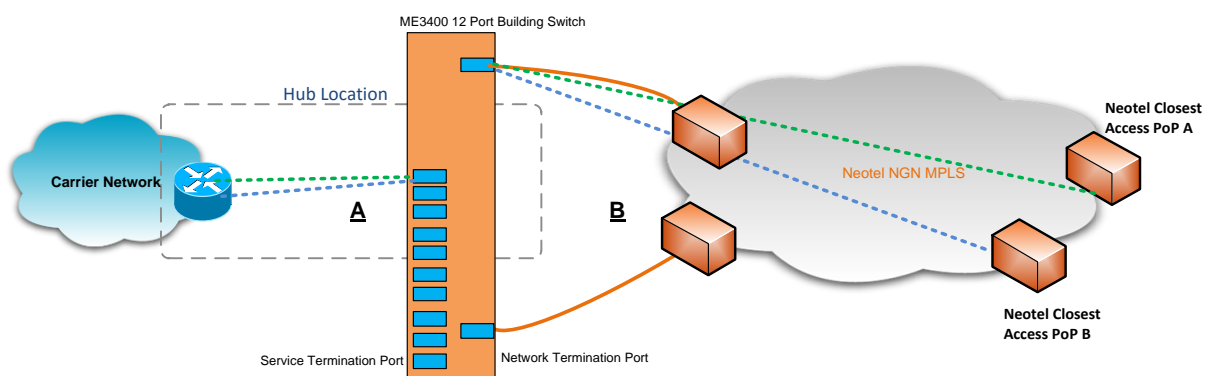 ME3400 12 Port Building Switch
Hub Location
Carrier Network
A
B
Neotel NGN MPLS
Neotel Closest
Access PoP A
Neotel Closest
Access PoP B
Service Termination Port
Network Termination Port